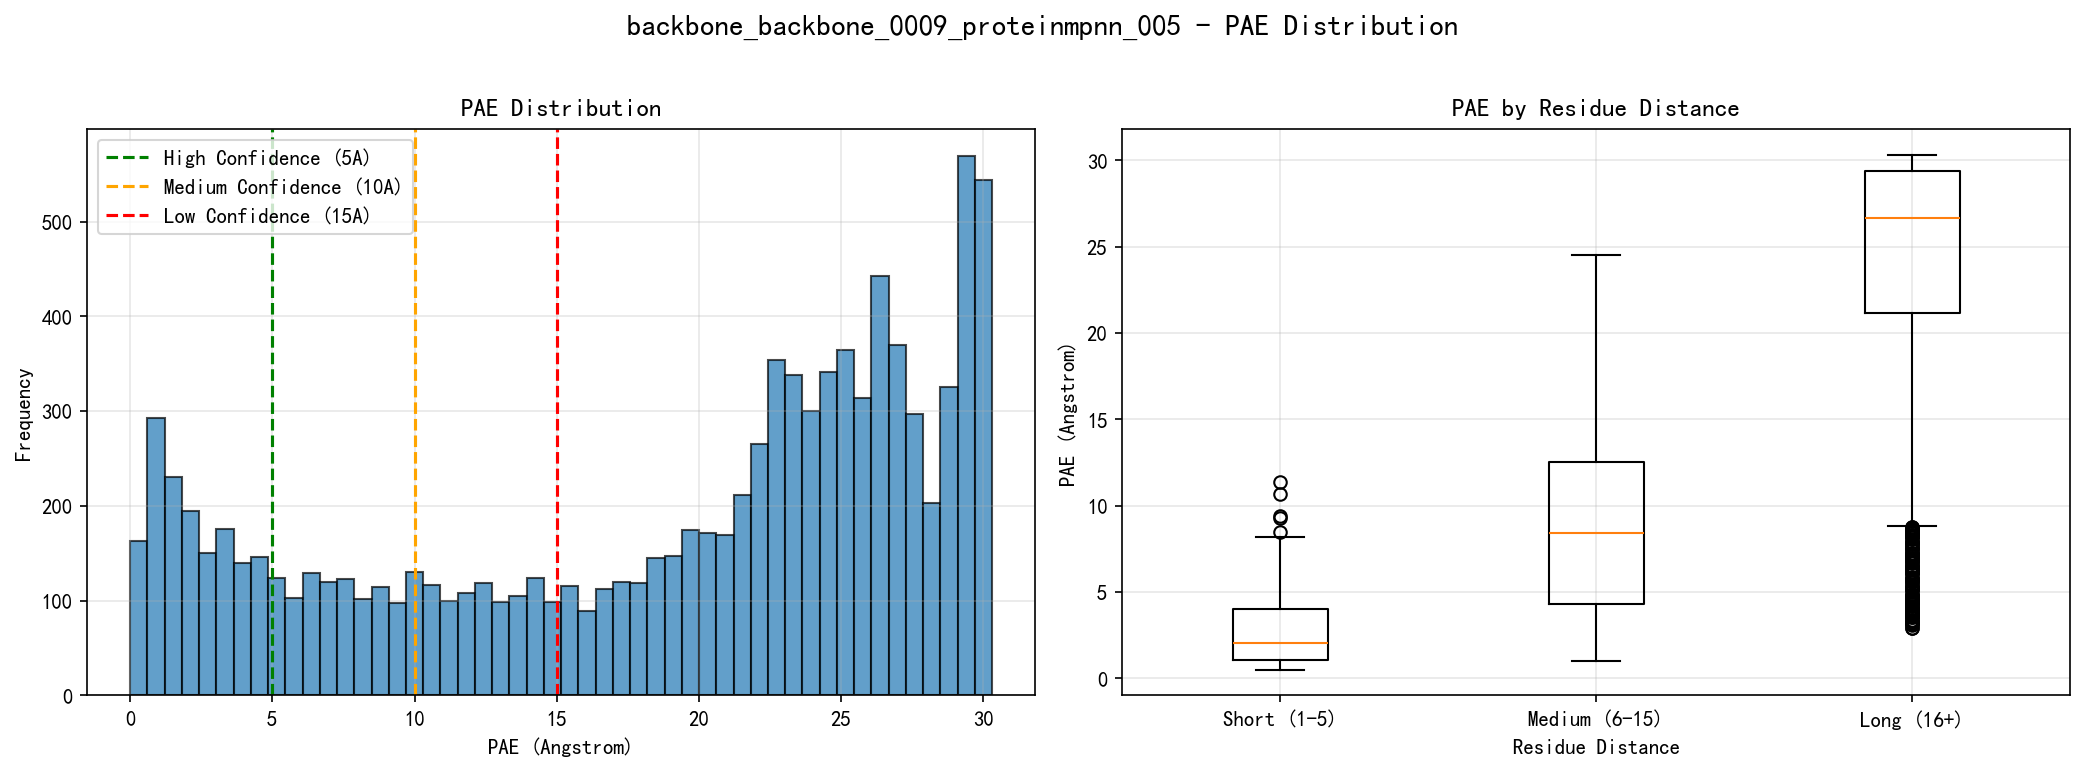 backbone_backbone_0009_proteinmpnn_005 - PAE Distribution
PAE Distribution
High Confidence (5A)
Medium Confidence (10A)
Low Confidence (15A)
Frequency
500
400
300
200
100
0
0 5 10 15 20 25 30
PAE (Angstrom)
PAE by Residue Distance
PAE (Angstrom)
30
25
20
15
10
5
0
Short (1-5) Medium (6-15) Long (16+)
Residue Distance